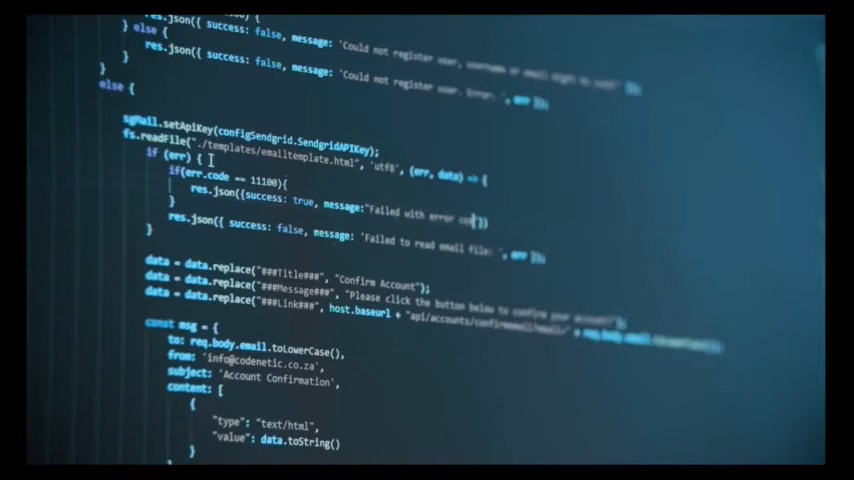 res.json({ success: false, message: 'Could not register user, username or email might
} else {
res.json({ success: false, message: 'Could not register user. Error: ', err });
}
}
else {
sgMail.setApiKey(configSendgrid.SendgridAPIKey);
fs.readFile("./templates/emailtemplate.html", 'utf8', (err, data) => {
if (err) {
if(err.code == 11100){
res.json({success: true, message:"Failed with error "})
}
res.json({ success: false, message: 'Failed to read email file: ', err });
}
data = data.replace("###Title###", "Confirm Account");
data = data.replace("###Message###", "Please click the button below to confirm your account!");
data = data.replace("###Link###", host.baseurl + "api/accounts/confirmemail?email=" + req.body.email.toLowerCase());
const msg = {
to: req.body.email.toLowerCase(),
from: 'info@codenetic.co.za',
subject: 'Account Confirmation',
content: [
{
"type": "text/html",
"value": data.toString()
}